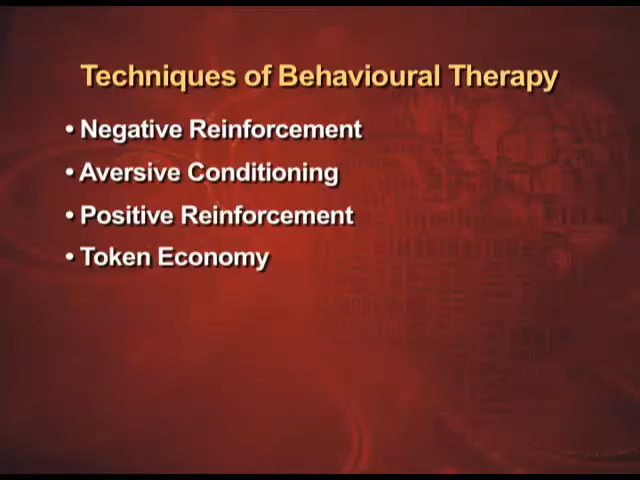 Techniques of Behavioural Therapy
• Negative Reinforcement
• Aversive Conditioning
• Positive Reinforcement
• Token Economy